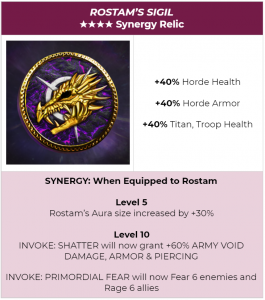 ROSTAM'S SIGIL
★★★★ Synergy Relic
+40% Horde Health
+40% Horde Armor
+40% Titan, Troop Health
SYNERGY: When Equipped to Rostam
Level 5
Rostam's Aura size increased by +30%
Level 10
INVOKE: SHATTER will now grant +60% ARMY VOID
DAMAGE, ARMOR & PIERCING
INVOKE: PRIMORDIAL FEAR will now Fear 6 enemies and
Rage 6 allies